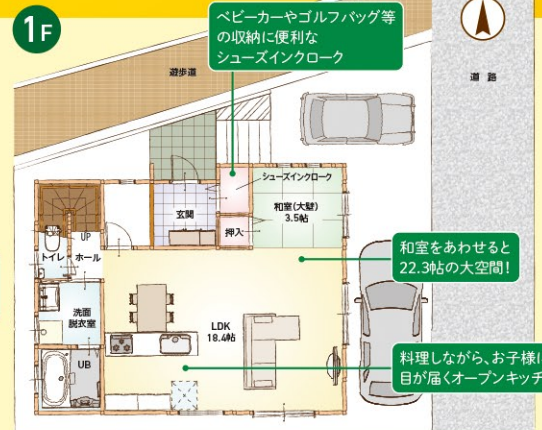 1F
ベビーカーやゴルフバッグ等
の収納に便利な
シューズインクローク
遊歩道
道 路
シューズインクローク
玄関
和室(大壁)
3.5帖
押入
UP
トイレ
ホール
和室をあわせると
22.3帖の大空間!
洗面
脱衣室
LDK
18.4帖
UB
料理しながら、お子様に
目が届くオープンキッチ